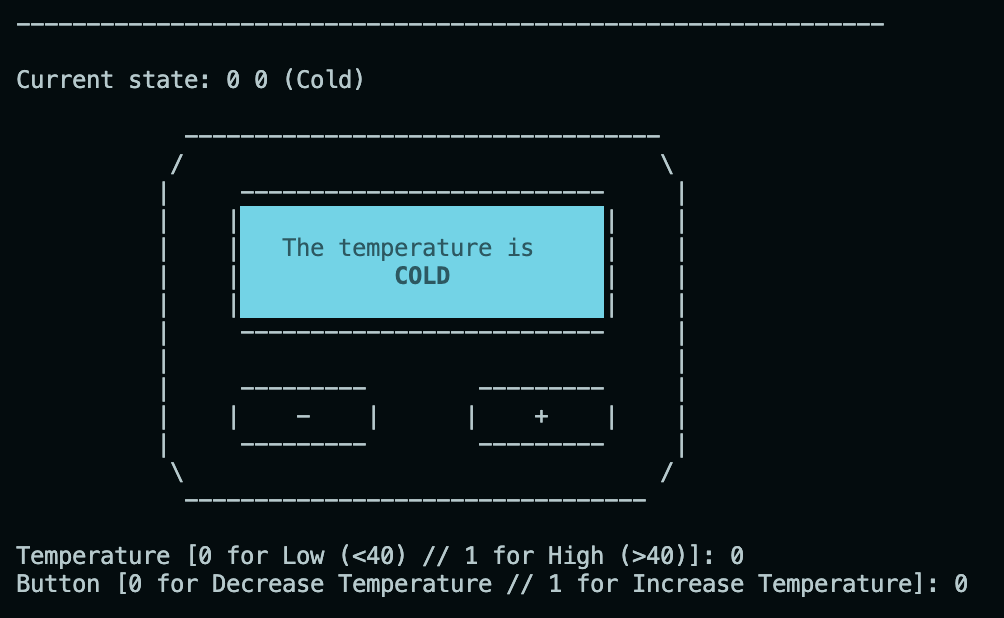 Current state: 0 0 (Cold)
The temperature is
COLD
- +
Temperature [0 for Low (<40) // 1 for High (>40)]: 0
Button [0 for Decrease Temperature // 1 for Increase Temperature]: 0